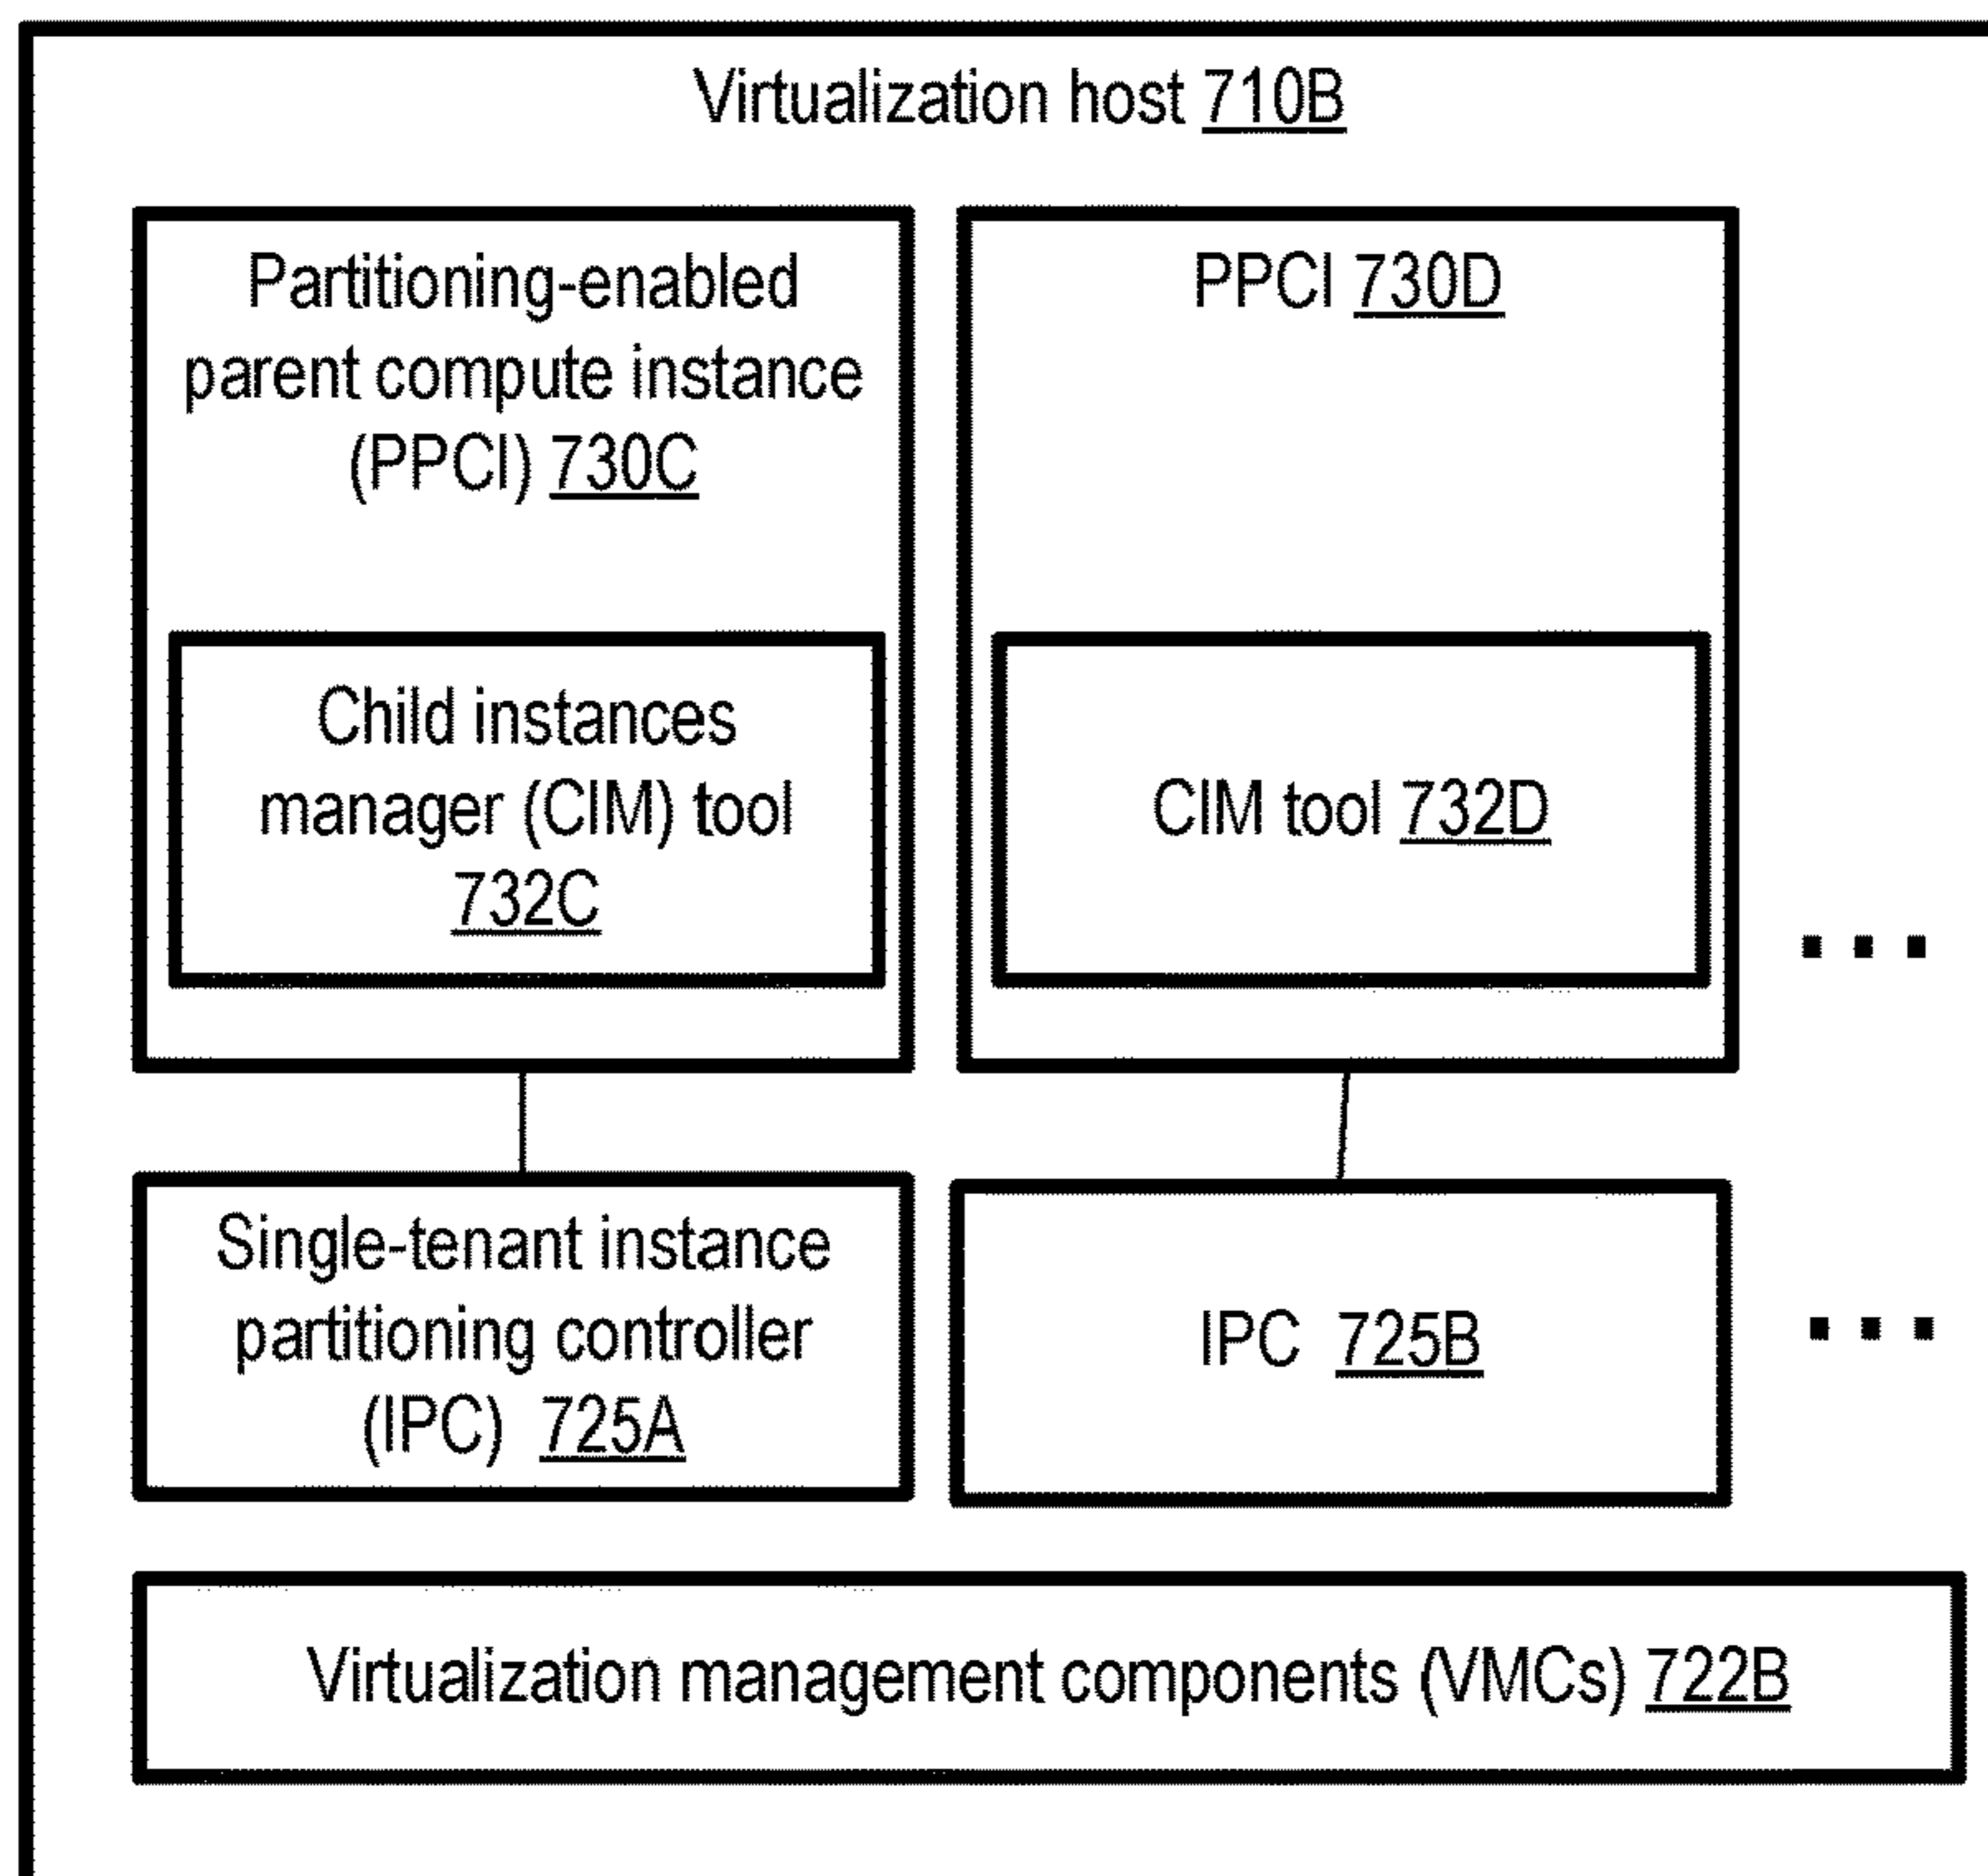 Virtualization host 710B
Partitioning-enabled
parent compute instance
(PPCI) 730C
Child instances
manager (CIM) tool
732C
PPCI 730D
CIM tool 732D
...
Single-tenant instance
partitioning controller
(IPC) 725A
IPC 725B
...
Virtualization management components (VMCs) 722B